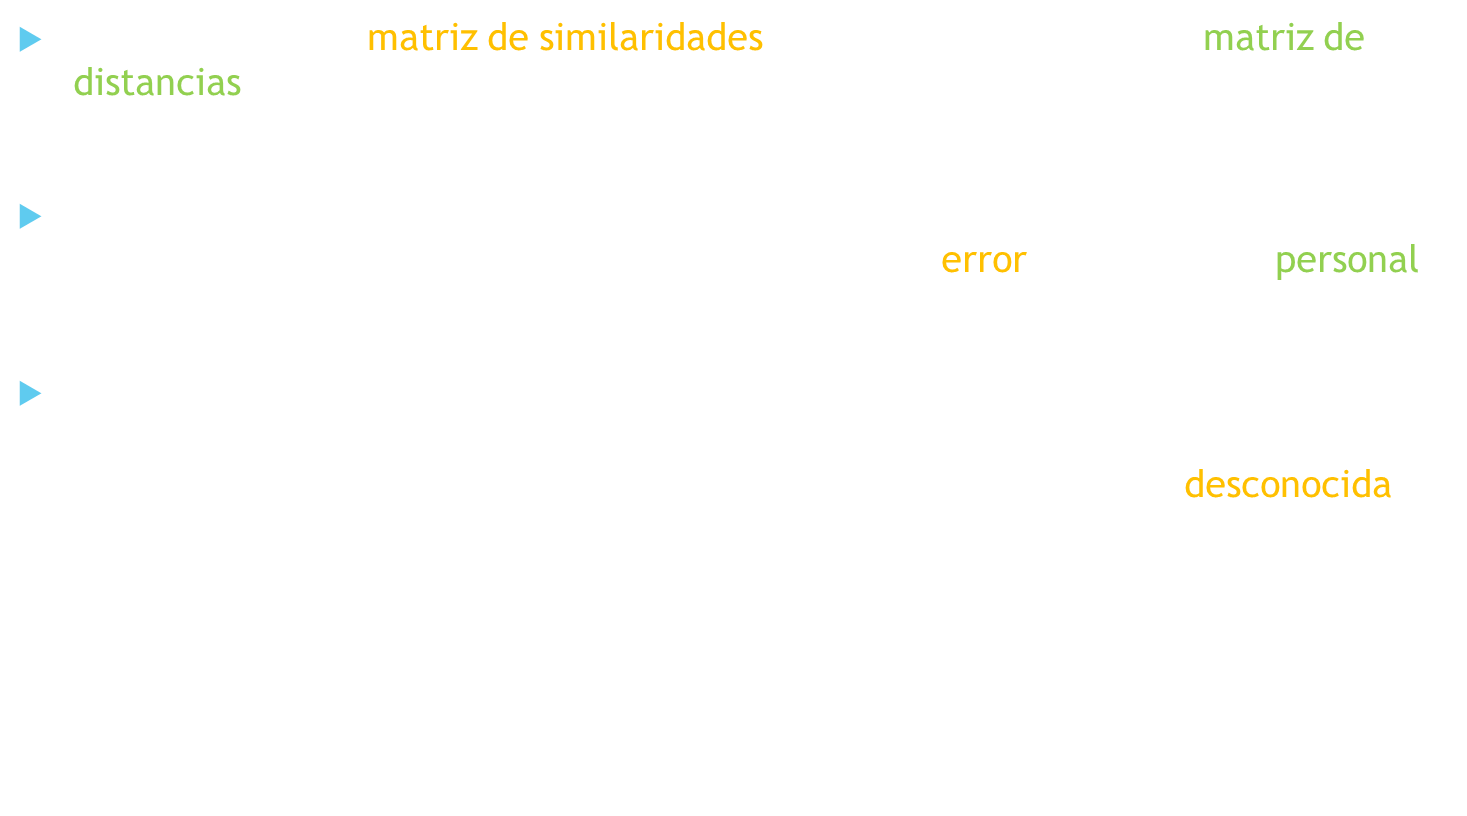 matriz de similaridades matriz de
distancias
error personal
desconocida